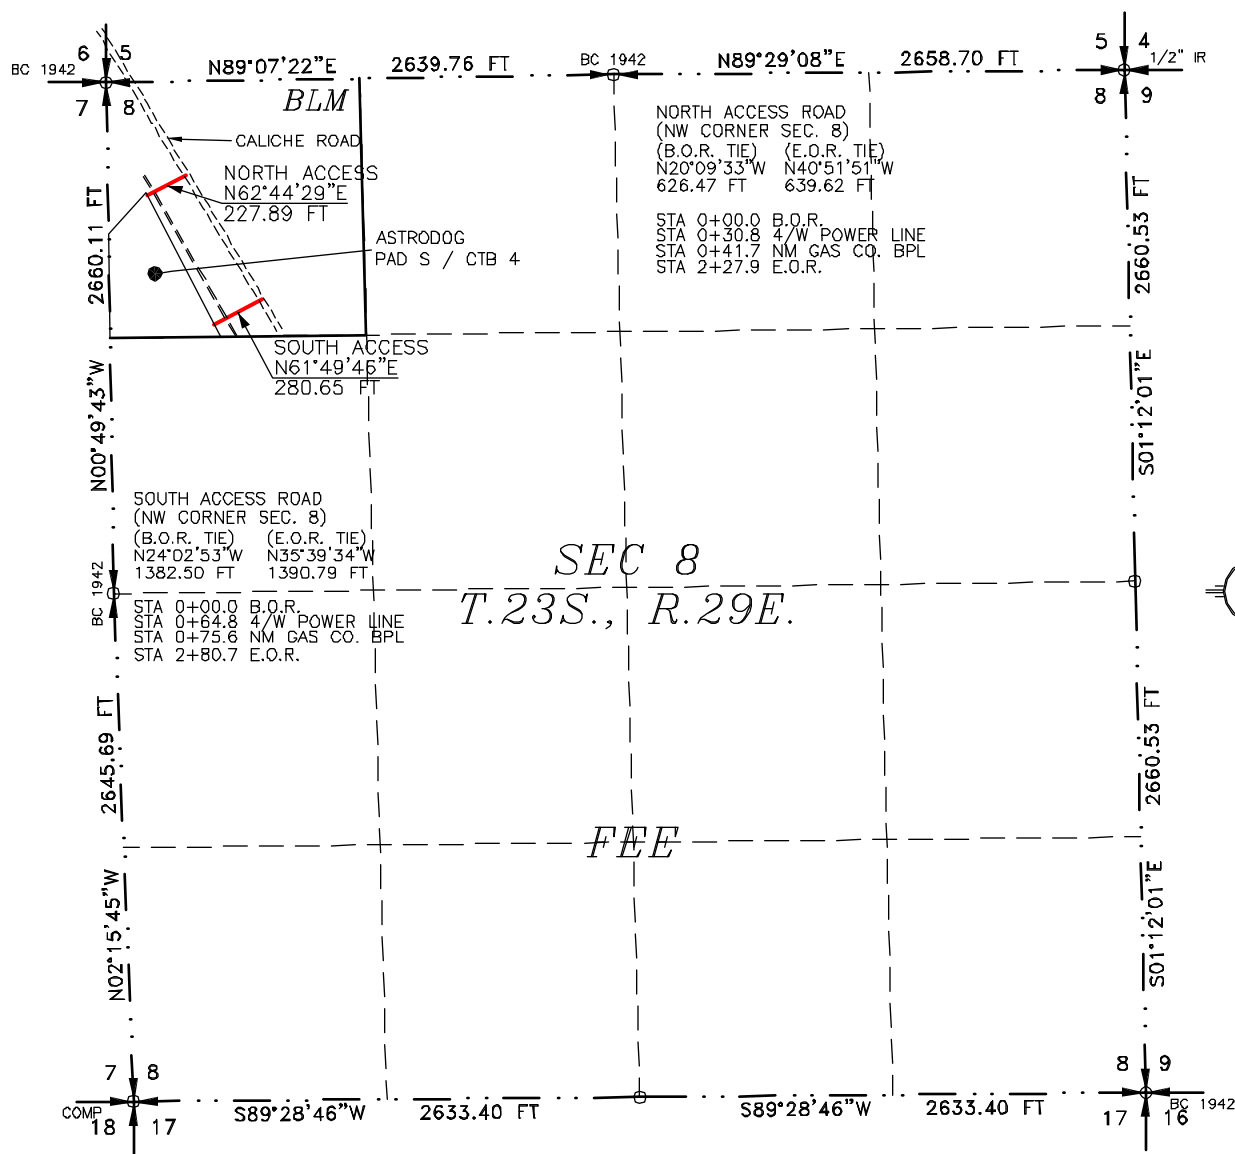 6 5
BC 1942
7 8
N89°07'22"E 2639.76 FT
BC 1942
N89°29'08"E 2658.70 FT
5 4
1/2" IR
8 9
BLM
CALICHE ROAD
NORTH ACCESS
N62°44'29"E
227.89 FT
ASTRODOG
PAD S / CTB 4
NORTH ACCESS ROAD
(NW CORNER SEC. 8)
(B.O.R. TIE) (E.O.R. TIE)
N20°09'33"W N40°51'51"W
626.47 FT 639.62 FT
STA 0+00.0 B.O.R.
STA 0+30.8 4/W POWER LINE
STA 0+41.7 NM GAS CO. BPL
STA 2+27.9 E.O.R.
2660.11 FT
2660.53 FT
SOUTH ACCESS
N61°49'46"E
280.65 FT
N00°49'43"W
S01°12'01"E
SOUTH ACCESS ROAD
(NW CORNER SEC. 8)
(B.O.R. TIE) (E.O.R. TIE)
N24°02'53"W N35°39'34"W
1382.50 FT 1390.79 FT
BC 1942
STA 0+00.0 B.O.R.
STA 0+64.8 4/W POWER LINE
STA 0+75.6 NM GAS CO. BPL
STA 2+80.7 E.O.R.
SEC 8
T.23S., R.29E.
2645.69 FT
2660.53 FT
FEE
N02°15'45"W
S01°12'01"E
7 8
COMP
18 17
S89°28'46"W 2633.40 FT
S89°28'46"W 2633.40 FT
8 9
BC 1942
17 16